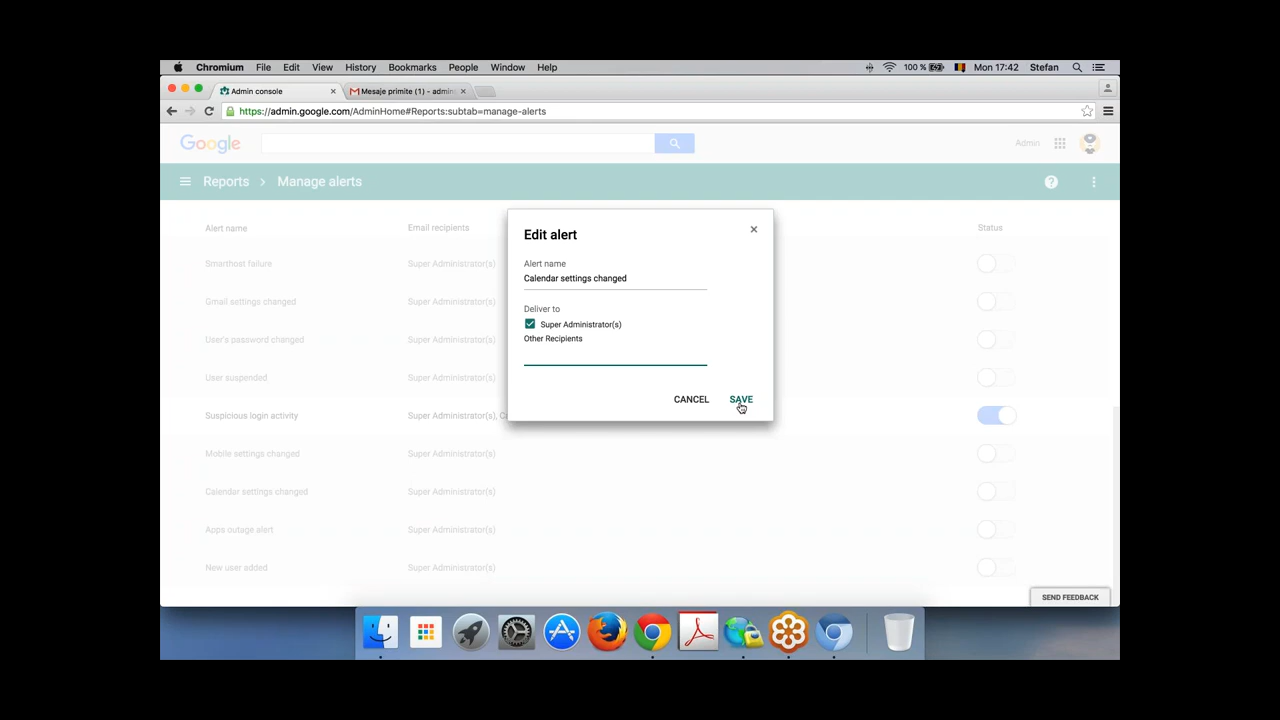 Chromium File Edit View History Bookmarks People Window Help 100 % Mon 17:42 Stefan
Admin console Mesaje primite (1) - admin
https://admin.google.com/AdminHome#Reports:subtab=manage-alerts
Google Admin
Reports > Manage alerts
Alert name Email recipients Status
Smarthost failure Super Administrator(s)
Gmail settings changed Super Administrator(s)
User's password changed Super Administrator(s)
User suspended Super Administrator(s)
Suspicious login activity Super Administrator(s),
Mobile settings changed Super Administrator(s)
Calendar settings changed Super Administrator(s)
Apps outage alert Super Administrator(s)
New user added Super Administrator(s)
Edit alert
Alert name
Calendar settings changed
Deliver to
Super Administrator(s)
Other Recipients
CANCEL SAVE
SEND FEEDBACK